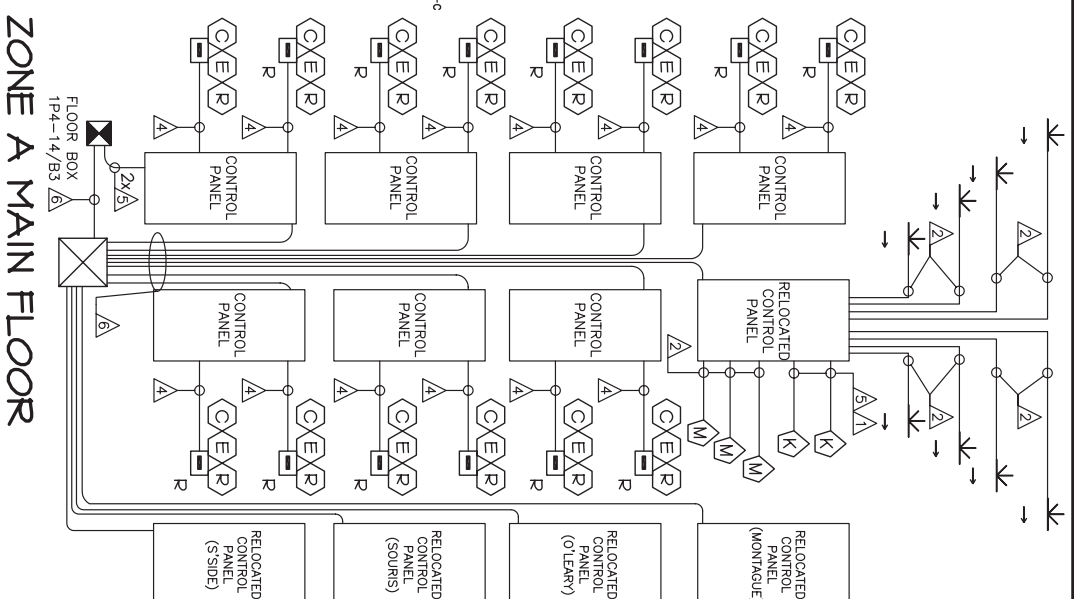 2
2
2
2
C E R
R
4
C E R
R
4
CONTROL
PANEL
RELOCATED
CONTROL
PANEL
5 1
K
K
M
M
M
2
RELOCATED
CONTROL
PANEL
(MONTAGUE
C E R
R
4
C E R
R
4
CONTROL
PANEL
CONTROL
PANEL
4
C E R
R
4
C E R
R
RELOCATED
CONTROL
PANEL
(O'LEARY)
C E R
R
4
C E R
R
4
CONTROL
PANEL
CONTROL
PANEL
4
C E R
R
4
C E R
R
RELOCATED
CONTROL
PANEL
(SOURIS)
C E R
R
4
C E R
4
CONTROL
PANEL
CONTROL
PANEL
4
C E R
R
4
C E R
R
RELOCATED
CONTROL
PANEL
(S'SIDE)
2x 5
6
6
FLOOR BOX
1P4-14/B3
ZONE A MAIN FLOOR